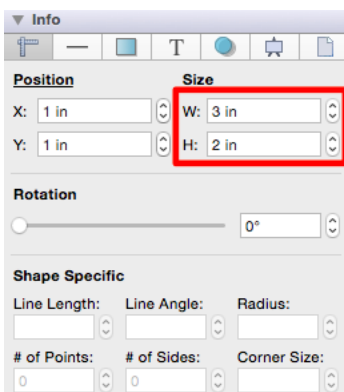 Info
T
Position Size
X: 1 in W: 3 in
Y: 1 in H: 2 in
Rotation
0°
Shape Specific
Line Length: Line Angle: Radius:
# of Points: # of Sides: Corner Size:
0 0